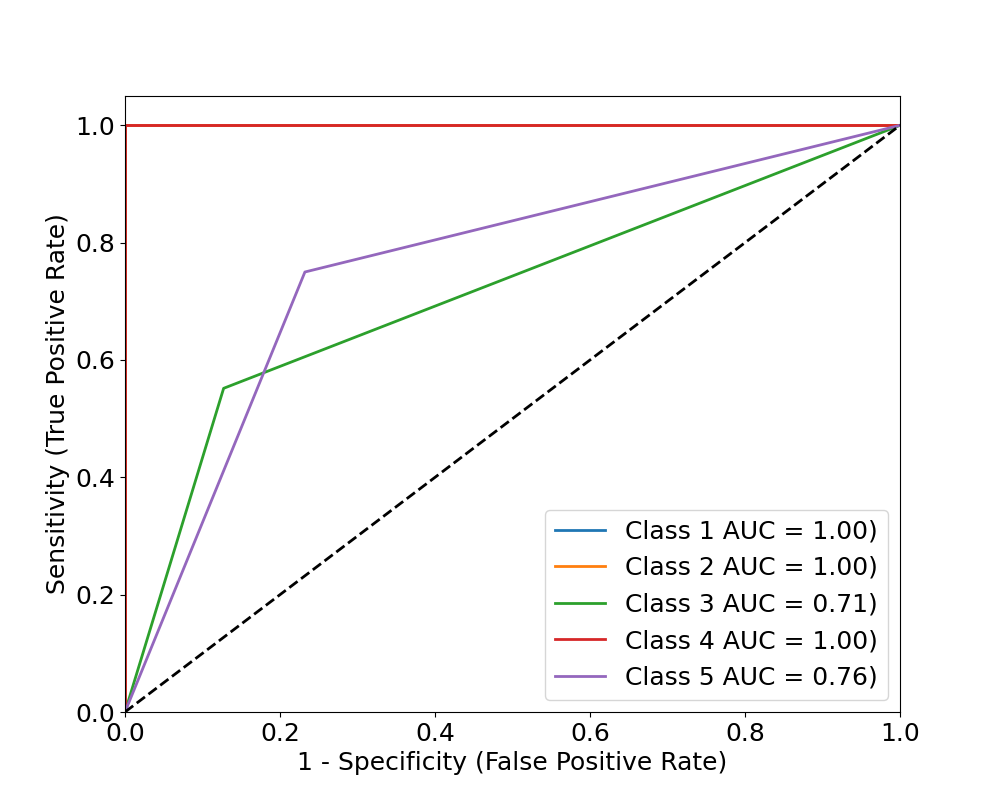 1.0
0.8
0.6
0.4
0.2
0.0
Sensitivity (True Positive Rate)
Class 1 AUC = 1.00)
Class 2 AUC = 1.00)
Class 3 AUC = 0.71)
Class 4 AUC = 1.00)
Class 5 AUC = 0.76)
0.0 0.2 0.4 0.6 0.8 1.0
1 - Specificity (False Positive Rate)